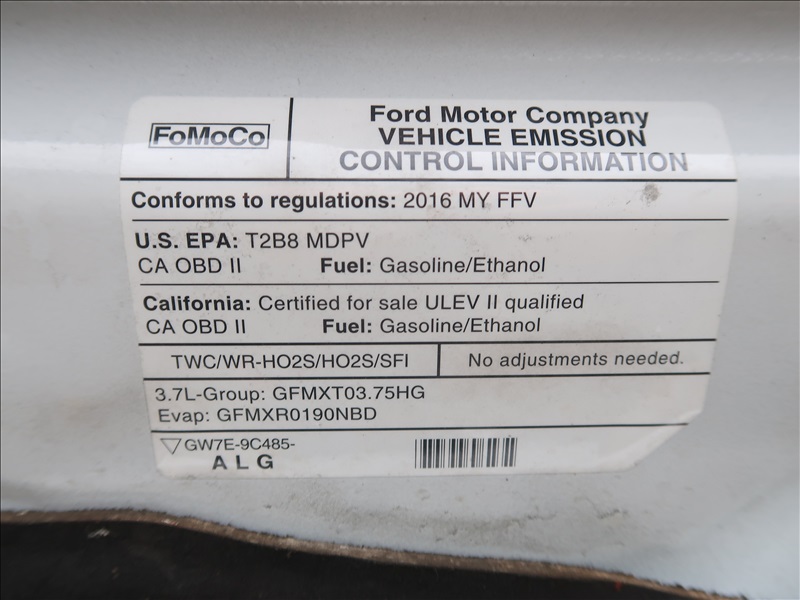 FoMoCo
Ford Motor Company
VEHICLE EMISSION
CONTROL INFORMATION
Conforms to regulations: 2016 MY FFV
U.S. EPA: T2B8 MDPV
CA OBD II Fuel: Gasoline/Ethanol
California: Certified for sale ULEV II qualified
CA OBD II Fuel: Gasoline/Ethanol
TWC/WR-HO2S/HO2S/SFI No adjustments needed.
3.7L-Group: GFMXT03.75HG
Evap: GFMXR0190NBD
GW7E-9C485-
A L G